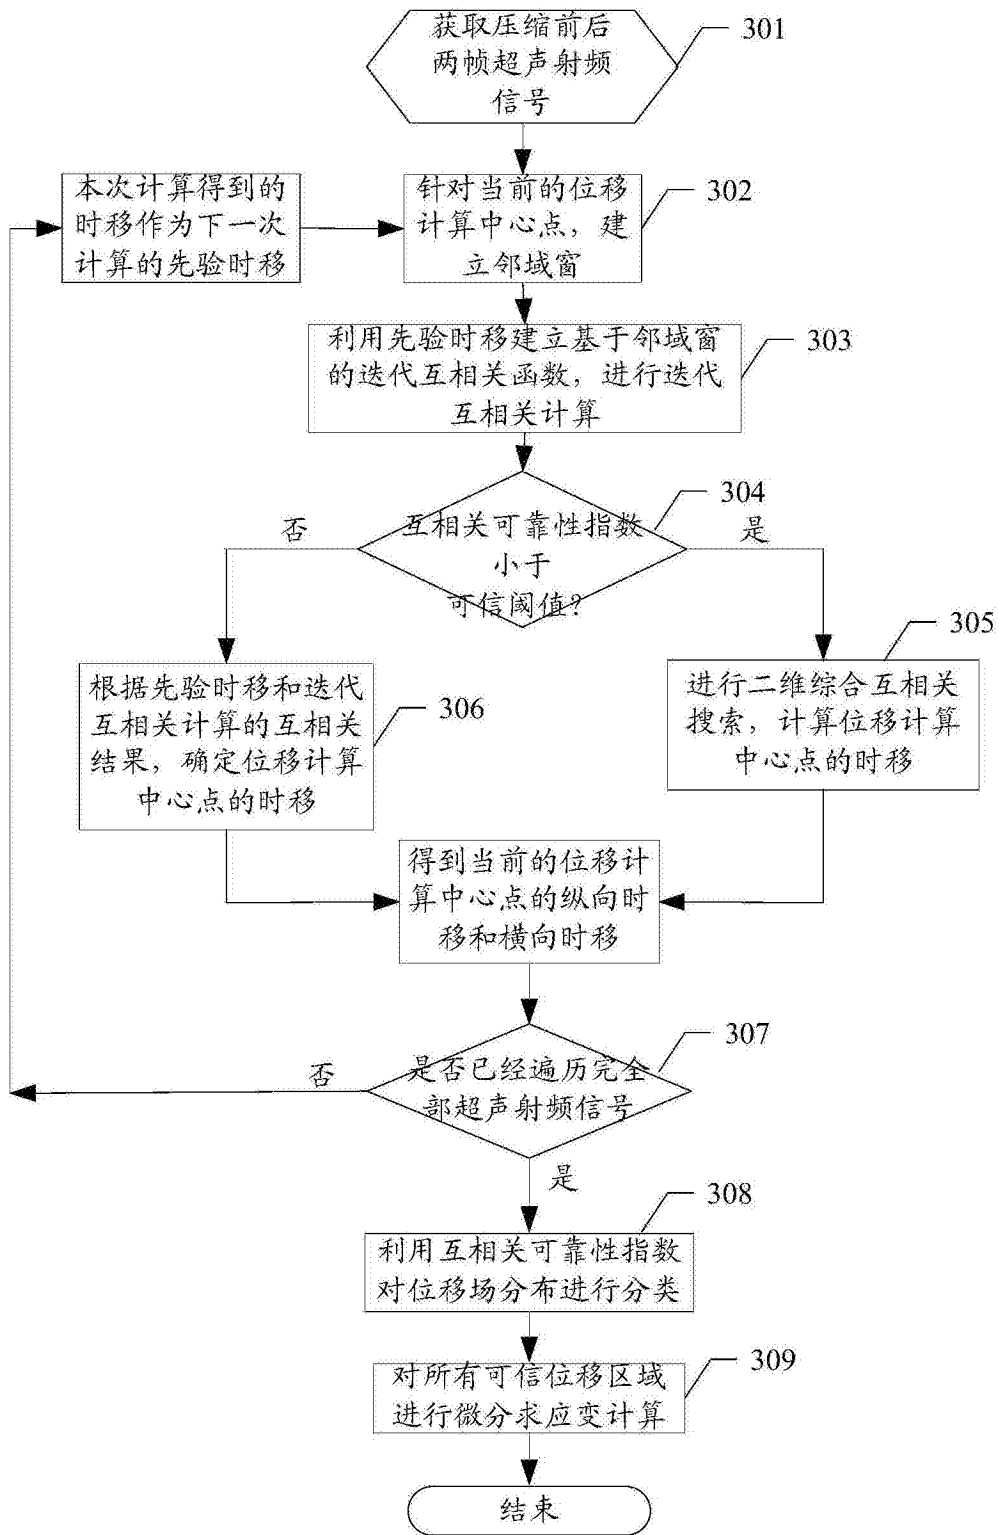 获取压缩前后
两帧超声射频
信号
301
本次计算得到的
时移作为下一次
计算的先验时移
针对当前的位移
计算中心点，建
立邻域窗
302
利用先验时移建立基于邻域窗
的迭代互相关函数，进行迭代
互相关计算
303
互相关可靠性指数
小于
可信阈值?
304
否
是
根据先验时移和迭代
互相关计算的互相关
结果，确定位移计算
中心点的时移
306
进行二维综合互相关
搜索，计算位移计算
中心点的时移
305
得到当前的位移计
算中心点的纵向时
移和横向时移
是否已经遍历完全
部超声射频信号
307
否
是
利用互相关可靠性指数
对位移场分布进行分类
308
对所有可信位移区域
进行微分求应变计算
309
结束